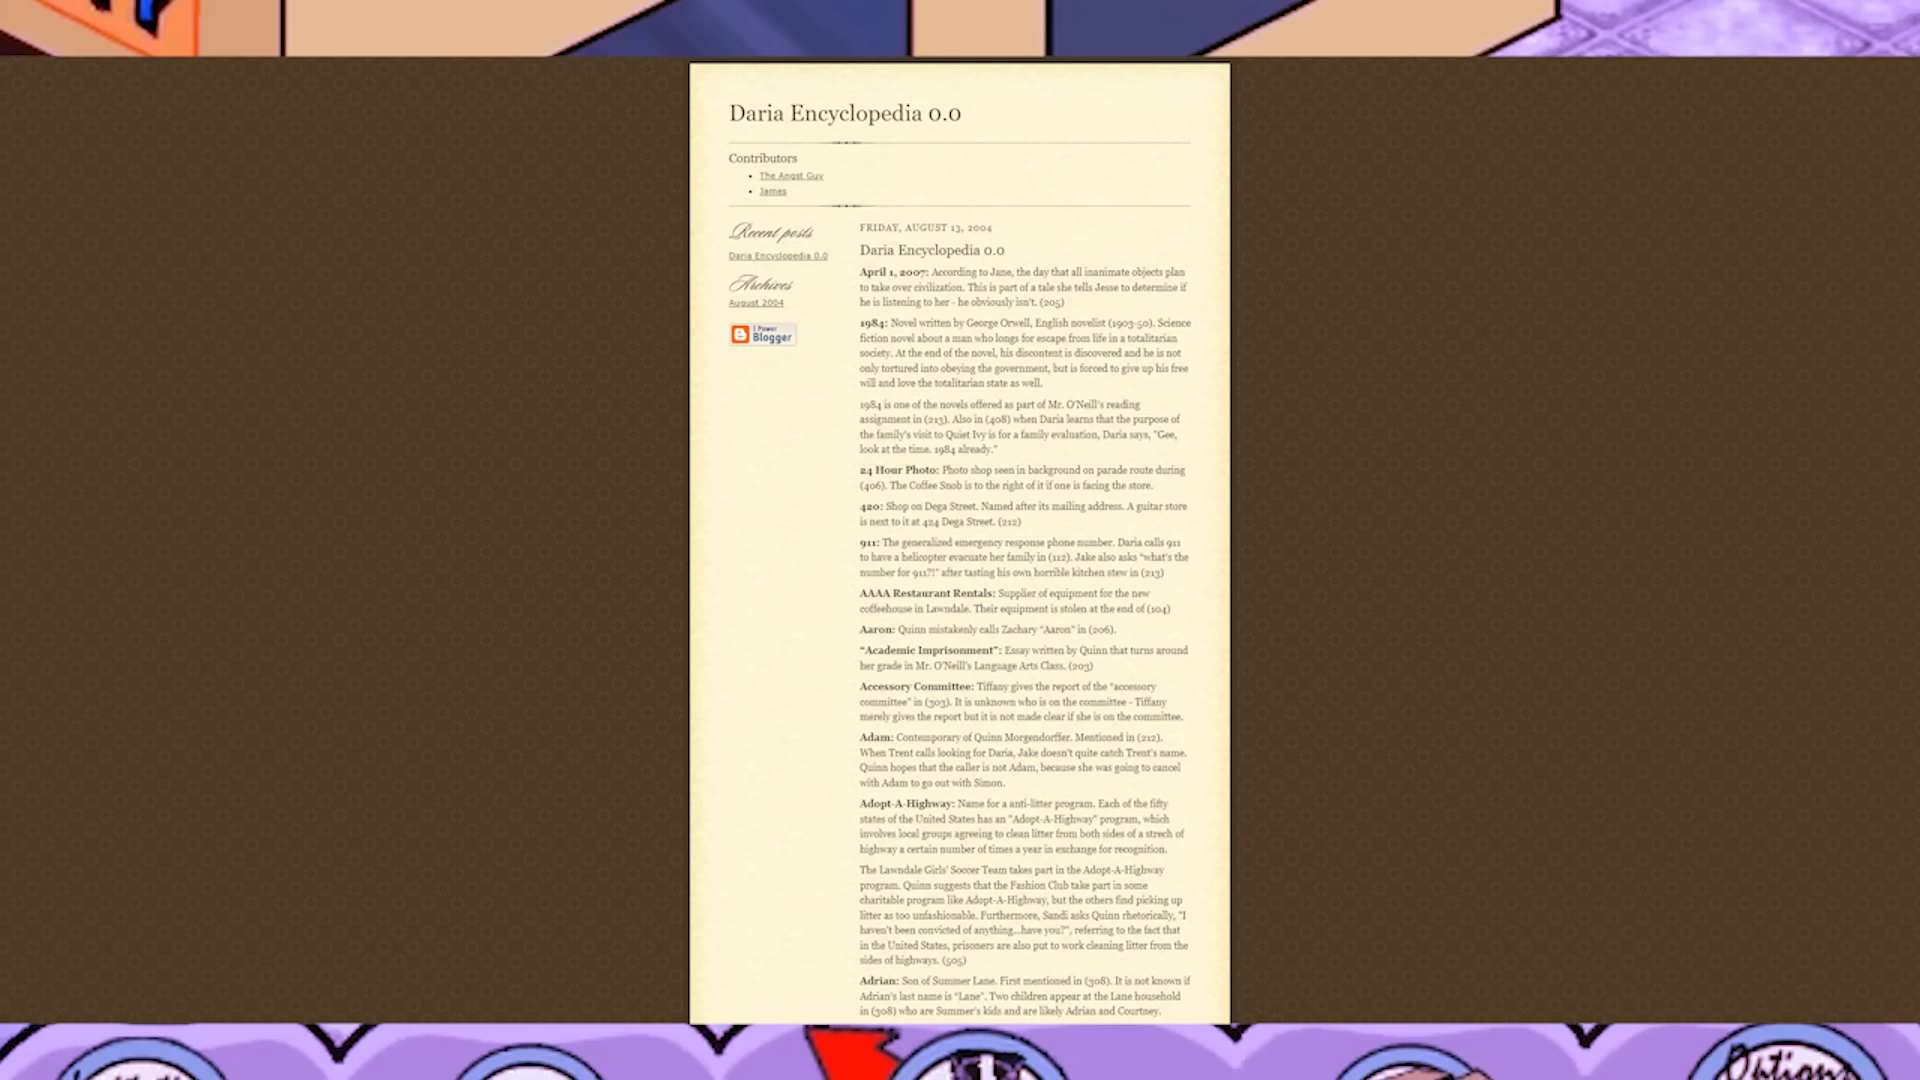 Daria Encyclopedia 0.0
Contributors
The Angst Guy
James
Recent posts
Daria Encyclopedia 0.0
Archives
August 2004
I Power
Blogger
FRIDAY, AUGUST 13, 2004
Daria Encyclopedia 0.0
April 1, 2007: According to Jane, the day that all inanimate objects plan
to take over civilization. This is part of a tale she tells Jesse to determine if
he is listening to her - he obviously isn't. (205)
1984: Novel written by George Orwell, English novelist (1903-50). Science
fiction novel about a man who longs for escape from life in a totalitarian
society. At the end of the novel, his discontent is discovered and he is not
only tortured into obeying the government, but is forced to give up his free
will and love the totalitarian state as well.
1984 is one of the novels offered as part of Mr. O'Neill's reading
assignment in (213). Also in (408) when Daria learns that the purpose of
the family's visit to Quiet Ivy is for a family evaluation, Daria says, "Gee,
look at the time. 1984 already."
24 Hour Photo: Photo shop seen in background on parade route during
(406). The Coffee Snob is to the right of it if one is facing the store.
420: Shop on Dega Street. Named after its mailing address. A guitar store
is next to it at 424 Dega Street. (212)
911: The generalized emergency response phone number. Daria calls 911
to have a helicopter evacuate her family in (112). Jake also asks "what's the
number for 911?!" after tasting his own horrible kitchen stew in (213)
AAAA Restaurant Rentals: Supplier of equipment for the new
coffeehouse in Lawndale. Their equipment is stolen at the end of (104)
Aaron: Quinn mistakenly calls Zachary "Aaron" in (206).
"Academic Imprisonment": Essay written by Quinn that turns around
her grade in Mr. O'Neill's Language Arts Class. (203)
Accessory Committee: Tiffany gives the report of the "accessory
committee" in (303). It is unknown who is on the committee - Tiffany
merely gives the report but it is not made clear if she is on the committee.
Adam: Contemporary of Quinn Morgendorffer. Mentioned in (212).
When Trent calls looking for Daria, Jake doesn't quite catch Trent's name.
Quinn hopes that the caller is not Adam, because she was going to cancel
with Adam to go out with Simon.
Adopt-A-Highway: Name for a anti-litter program. Each of the fifty
states of the United States has an "Adopt-A-Highway" program, which
involves local groups agreeing to clean litter from both sides of a strech of
highway a certain number of times a year in exchange for recognition.
The Lawndale Girls' Soccer Team takes part in the Adopt-A-Highway
program. Quinn suggests that the Fashion Club take part in some
charitable program like Adopt-A-Highway, but the others find picking up
litter as too unfashionable. Furthermore, Sandi asks Quinn rhetorically, "I
haven't been convicted of anything...have you?", referring to the fact that
in the United States, prisoners are also put to work cleaning litter from the
sides of highways. (505)
Adrian: Son of Summer Lane. First mentioned in (308). It is not known if
Adrian's last name is "Lane". Two children appear at the Lane household
in (308) who are Summer's kids and are likely Adrian and Courtney.
Options